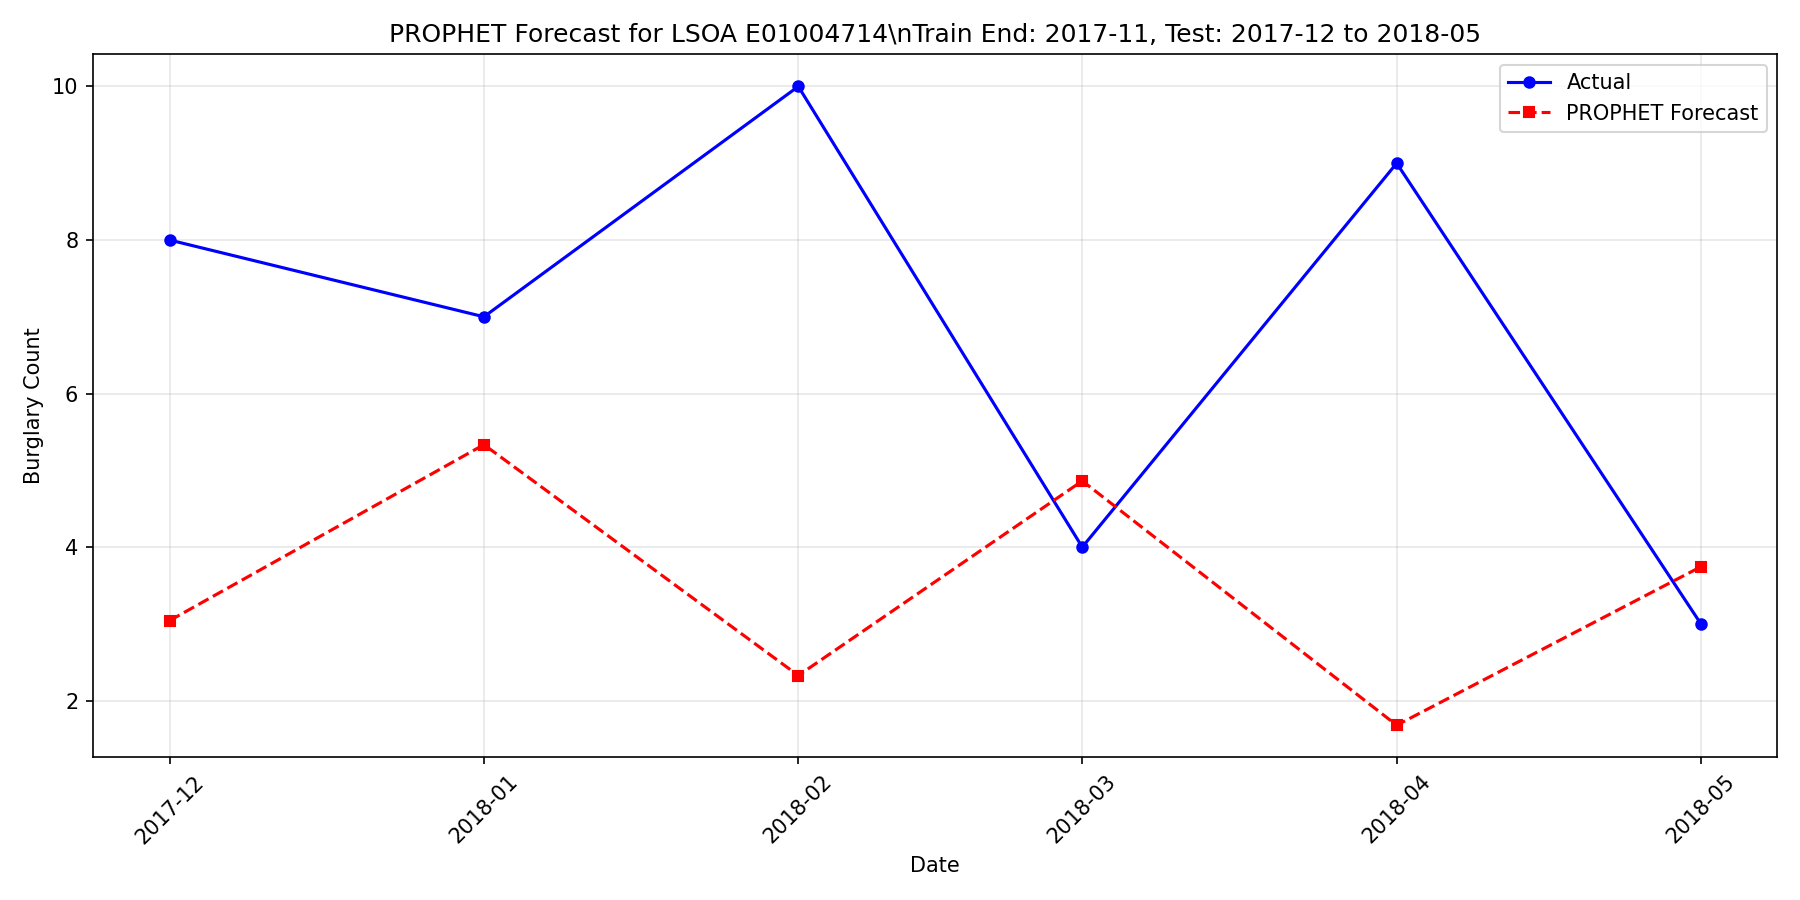 PROPHET Forecast for LSOA E01004714\nTrain End: 2017-11, Test: 2017-12 to 2018-05
Actual
PROPHET Forecast
Burglary Count
10
8
6
4
2
2017-12
2018-01
2018-02
2018-03
2018-04
2018-05
Date